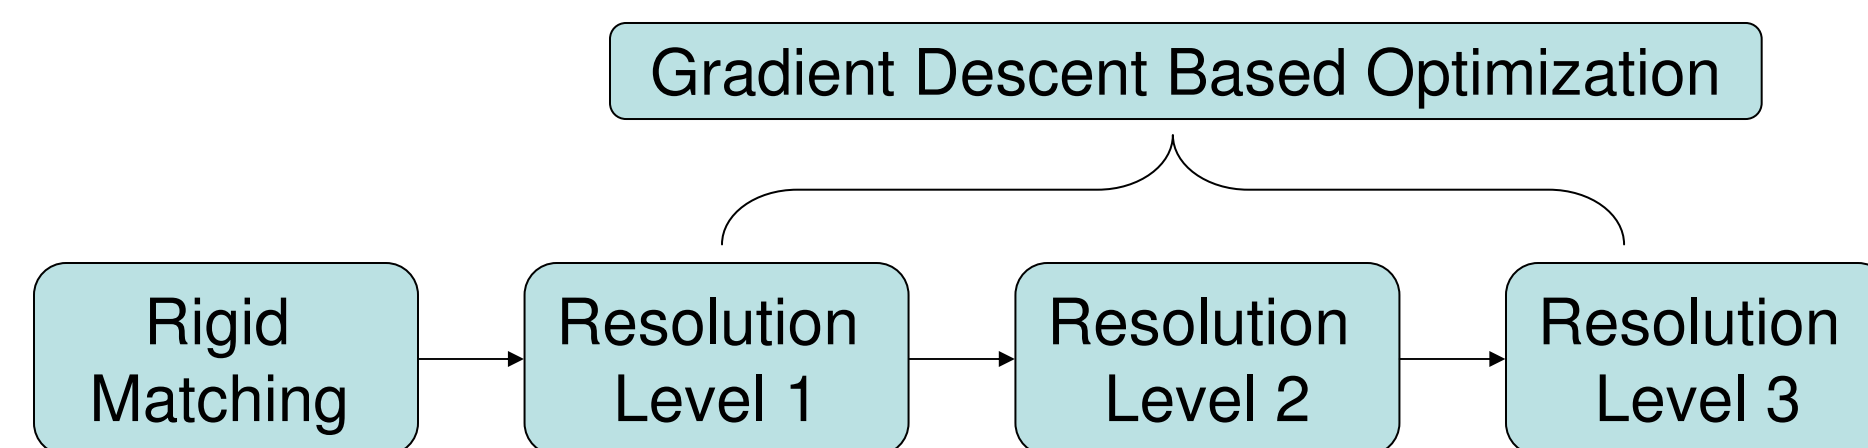 Gradient Descent Based Optimization
Rigid
Matching
Resolution
Level 1
Resolution
Level 2
Resolution
Level 3